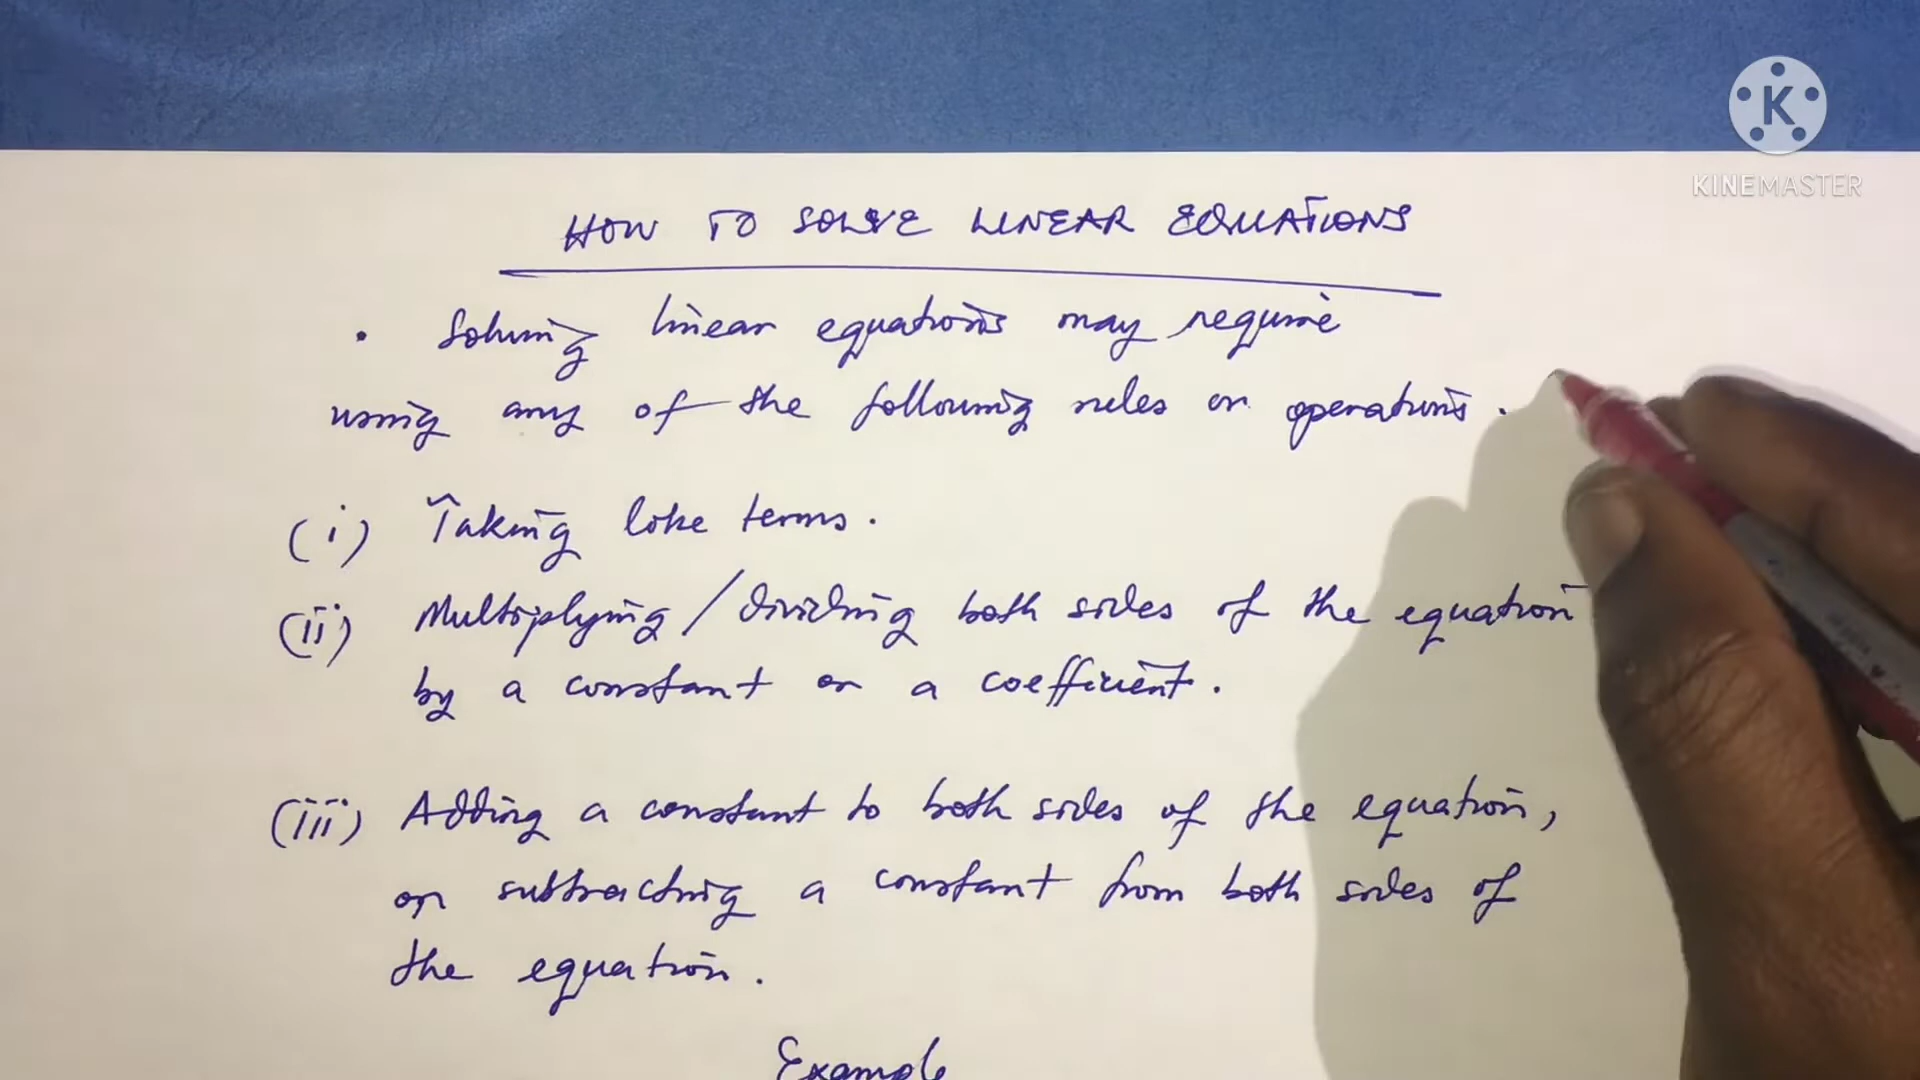 K
KINEMASTER
HOW TO SOLVE LINEAR EQUATIONS
• Solving linear equations may require
using any of the following rules or operations.
(i) Taking like terms.
(ii) Multiplying / dividing both sides of the equation
by a constant or a coefficient.
(iii) Adding a constant to both sides of the equation,
or subtracting a constant from both sides of
the equation.
Example